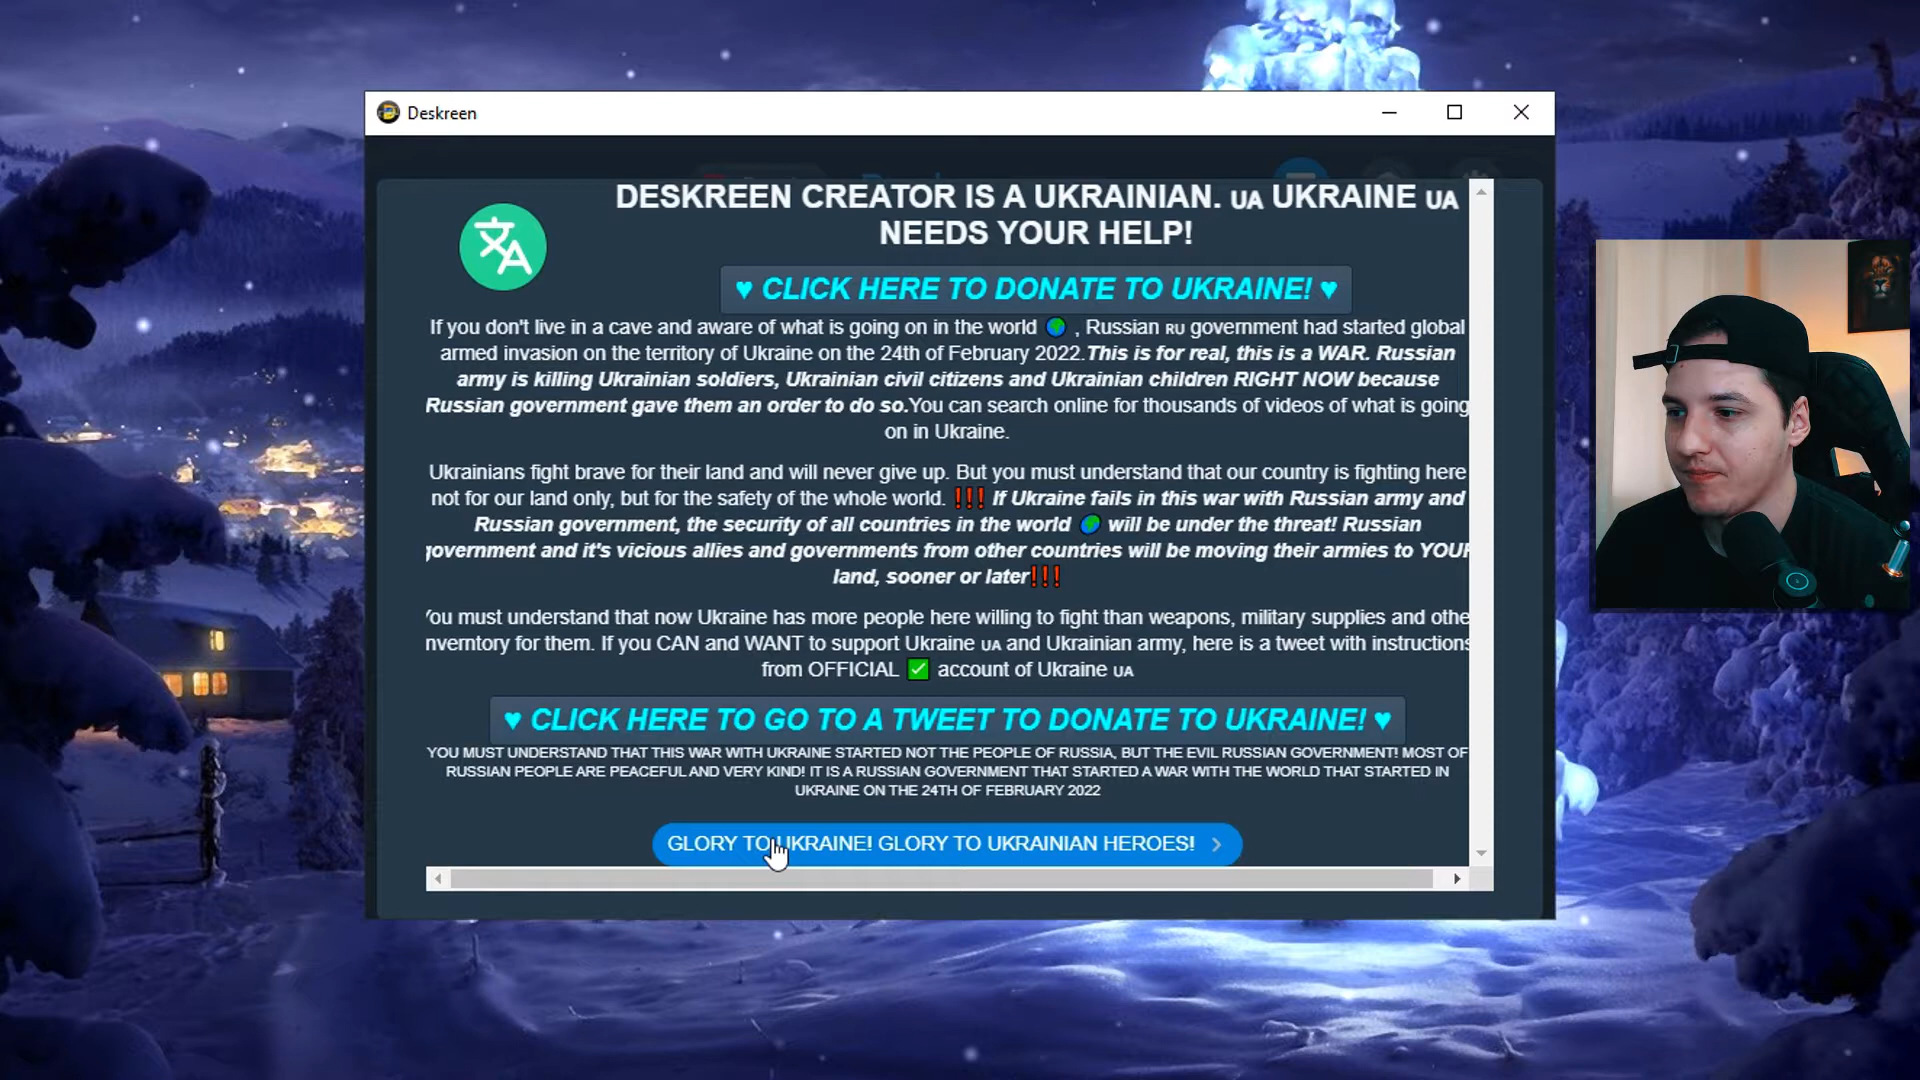 Deskreen
DESKREEN CREATOR IS A UKRAINIAN. UA UKRAINE UA
NEEDS YOUR HELP!
♥ CLICK HERE TO DONATE TO UKRAINE! ♥
If you don't live in a cave and aware of what is going on in the world 🌍 , Russian RU government had started global
armed invasion on the territory of Ukraine on the 24th of February 2022.This is for real, this is a WAR. Russian
army is killing Ukrainian soldiers, Ukrainian civil citizens and Ukrainian children RIGHT NOW because
Russian government gave them an order to do so.You can search online for thousands of videos of what is going
on in Ukraine.
Ukrainians fight brave for their land and will never give up. But you must understand that our country is fighting here
not for our land only, but for the safety of the whole world. ❗❗❗ If Ukraine fails in this war with Russian army and
Russian government, the security of all countries in the world 🌍 will be under the threat! Russian
government and it's vicious allies and governments from other countries will be moving their armies to YOUR
land, sooner or later❗❗❗
You must understand that now Ukraine has more people here willing to fight than weapons, military supplies and othe
nventory for them. If you CAN and WANT to support Ukraine UA and Ukrainian army, here is a tweet with instructions
from OFFICIAL ✅ account of Ukraine UA
♥ CLICK HERE TO GO TO A TWEET TO DONATE TO UKRAINE! ♥
YOU MUST UNDERSTAND THAT THIS WAR WITH UKRAINE STARTED NOT THE PEOPLE OF RUSSIA, BUT THE EVIL RUSSIAN GOVERNMENT! MOST OF
RUSSIAN PEOPLE ARE PEACEFUL AND VERY KIND! IT IS A RUSSIAN GOVERNMENT THAT STARTED A WAR WITH THE WORLD THAT STARTED IN
UKRAINE ON THE 24TH OF FEBRUARY 2022
GLORY TO UKRAINE! GLORY TO UKRAINIAN HEROES!